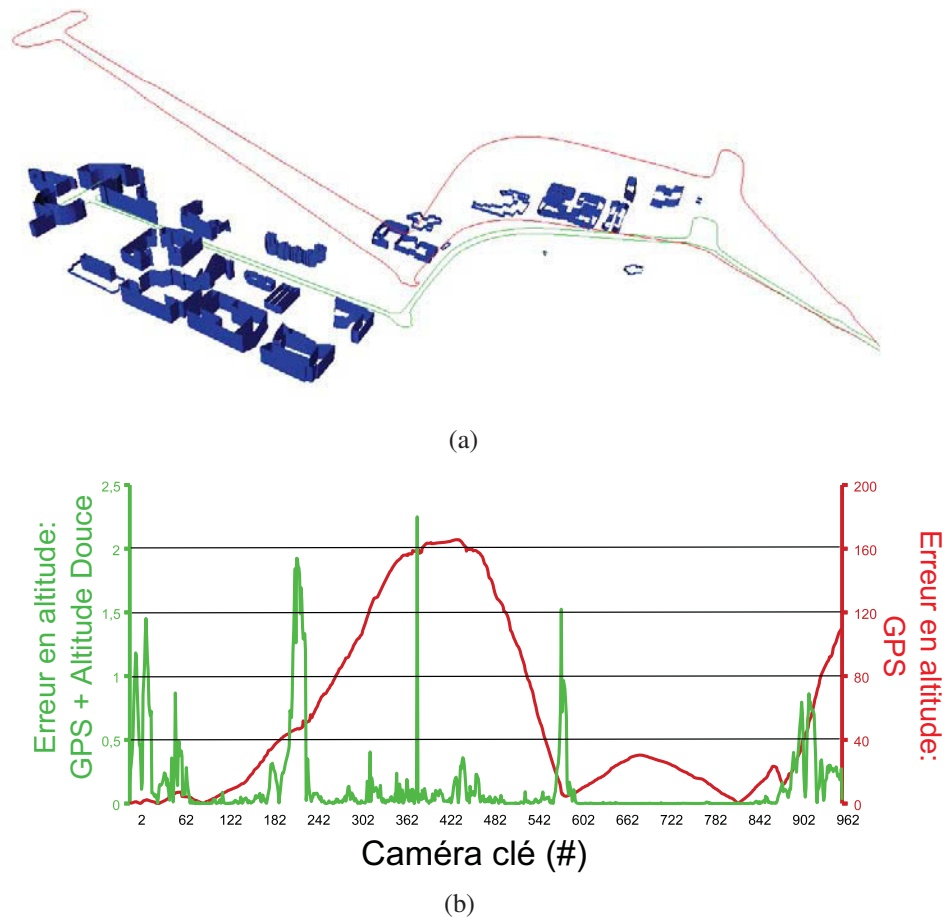 (a)
Erreur en altitude:
GPS + Altitude Douce
2,5
2
1,5
1
0,5
0
200
160
120
80
40
0
Erreur en altitude:
GPS
2 62 122 182 242 302 362 422 482 542 602 662 722 782 842 902 962
Caméra clé (#)
(b)